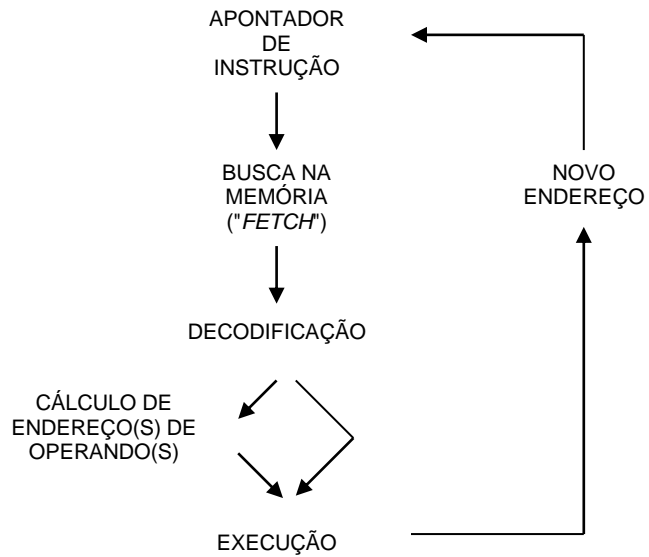 APONTADOR
DE
INSTRUÇÃO
BUSCA NA
MEMÓRIA
("FETCH")
NOVO
ENDEREÇO
DECODIFICAÇÃO
CÁLCULO DE
ENDEREÇO(S) DE
OPERANDO(S)
EXECUÇÃO